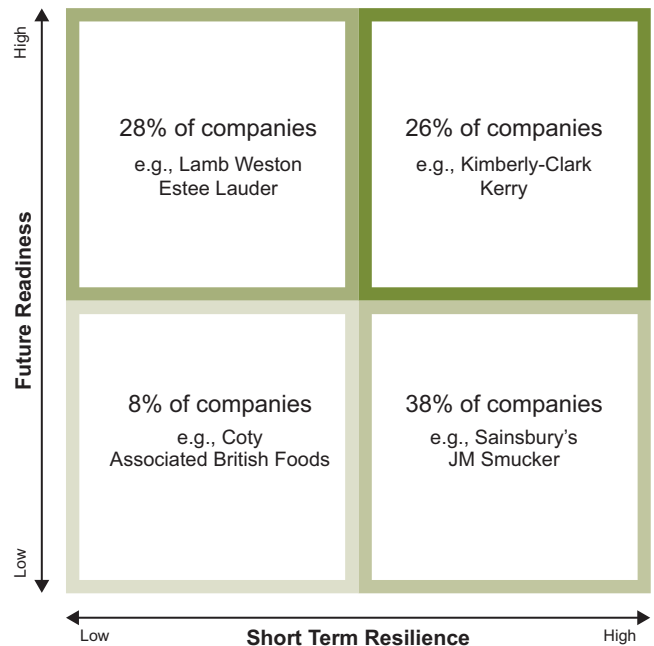 High
28% of companies
e.g., Lamb Weston
Estee Lauder
26% of companies
e.g., Kimberly-Clark
Kerry
Future Readiness
8% of companies
e.g., Coty
Associated British Foods
38% of companies
e.g., Sainsbury’s
JM Smucker
Low
Low
Short Term Resilience
High